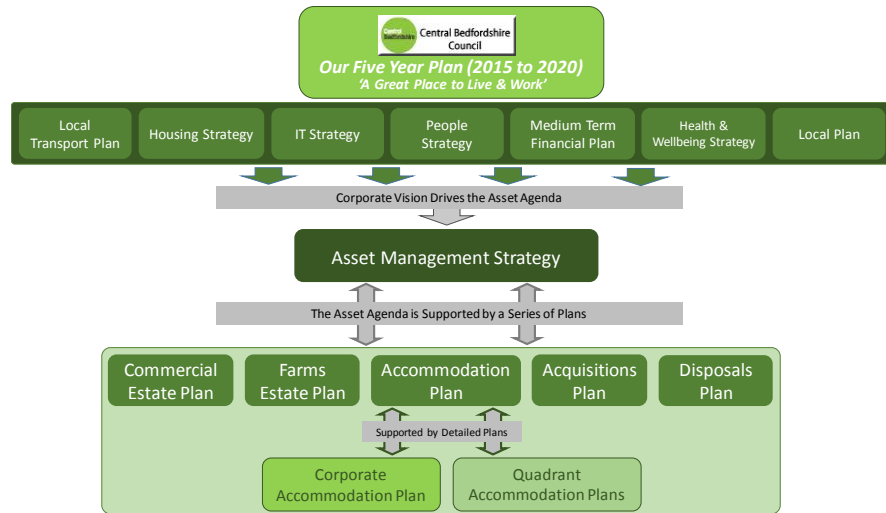 Central
Bedfordshire
Central Bedfordshire
Council
Our Five Year Plan (2015 to 2020)
'A Great Place to Live & Work'
Local
Transport Plan
Housing Strategy
IT Strategy
People
Strategy
Medium Term
Financial Plan
Health &
Wellbeing Strategy
Local Plan
Corporate Vision Drives the Asset Agenda
Asset Management Strategy
The Asset Agenda is Supported by a Series of Plans
Commercial
Estate Plan
Farms
Estate Plan
Accommodation
Plan
Acquisitions
Plan
Disposals
Plan
Supported by Detailed Plans
Corporate
Accommodation Plan
Quadrant
Accommodation Plans